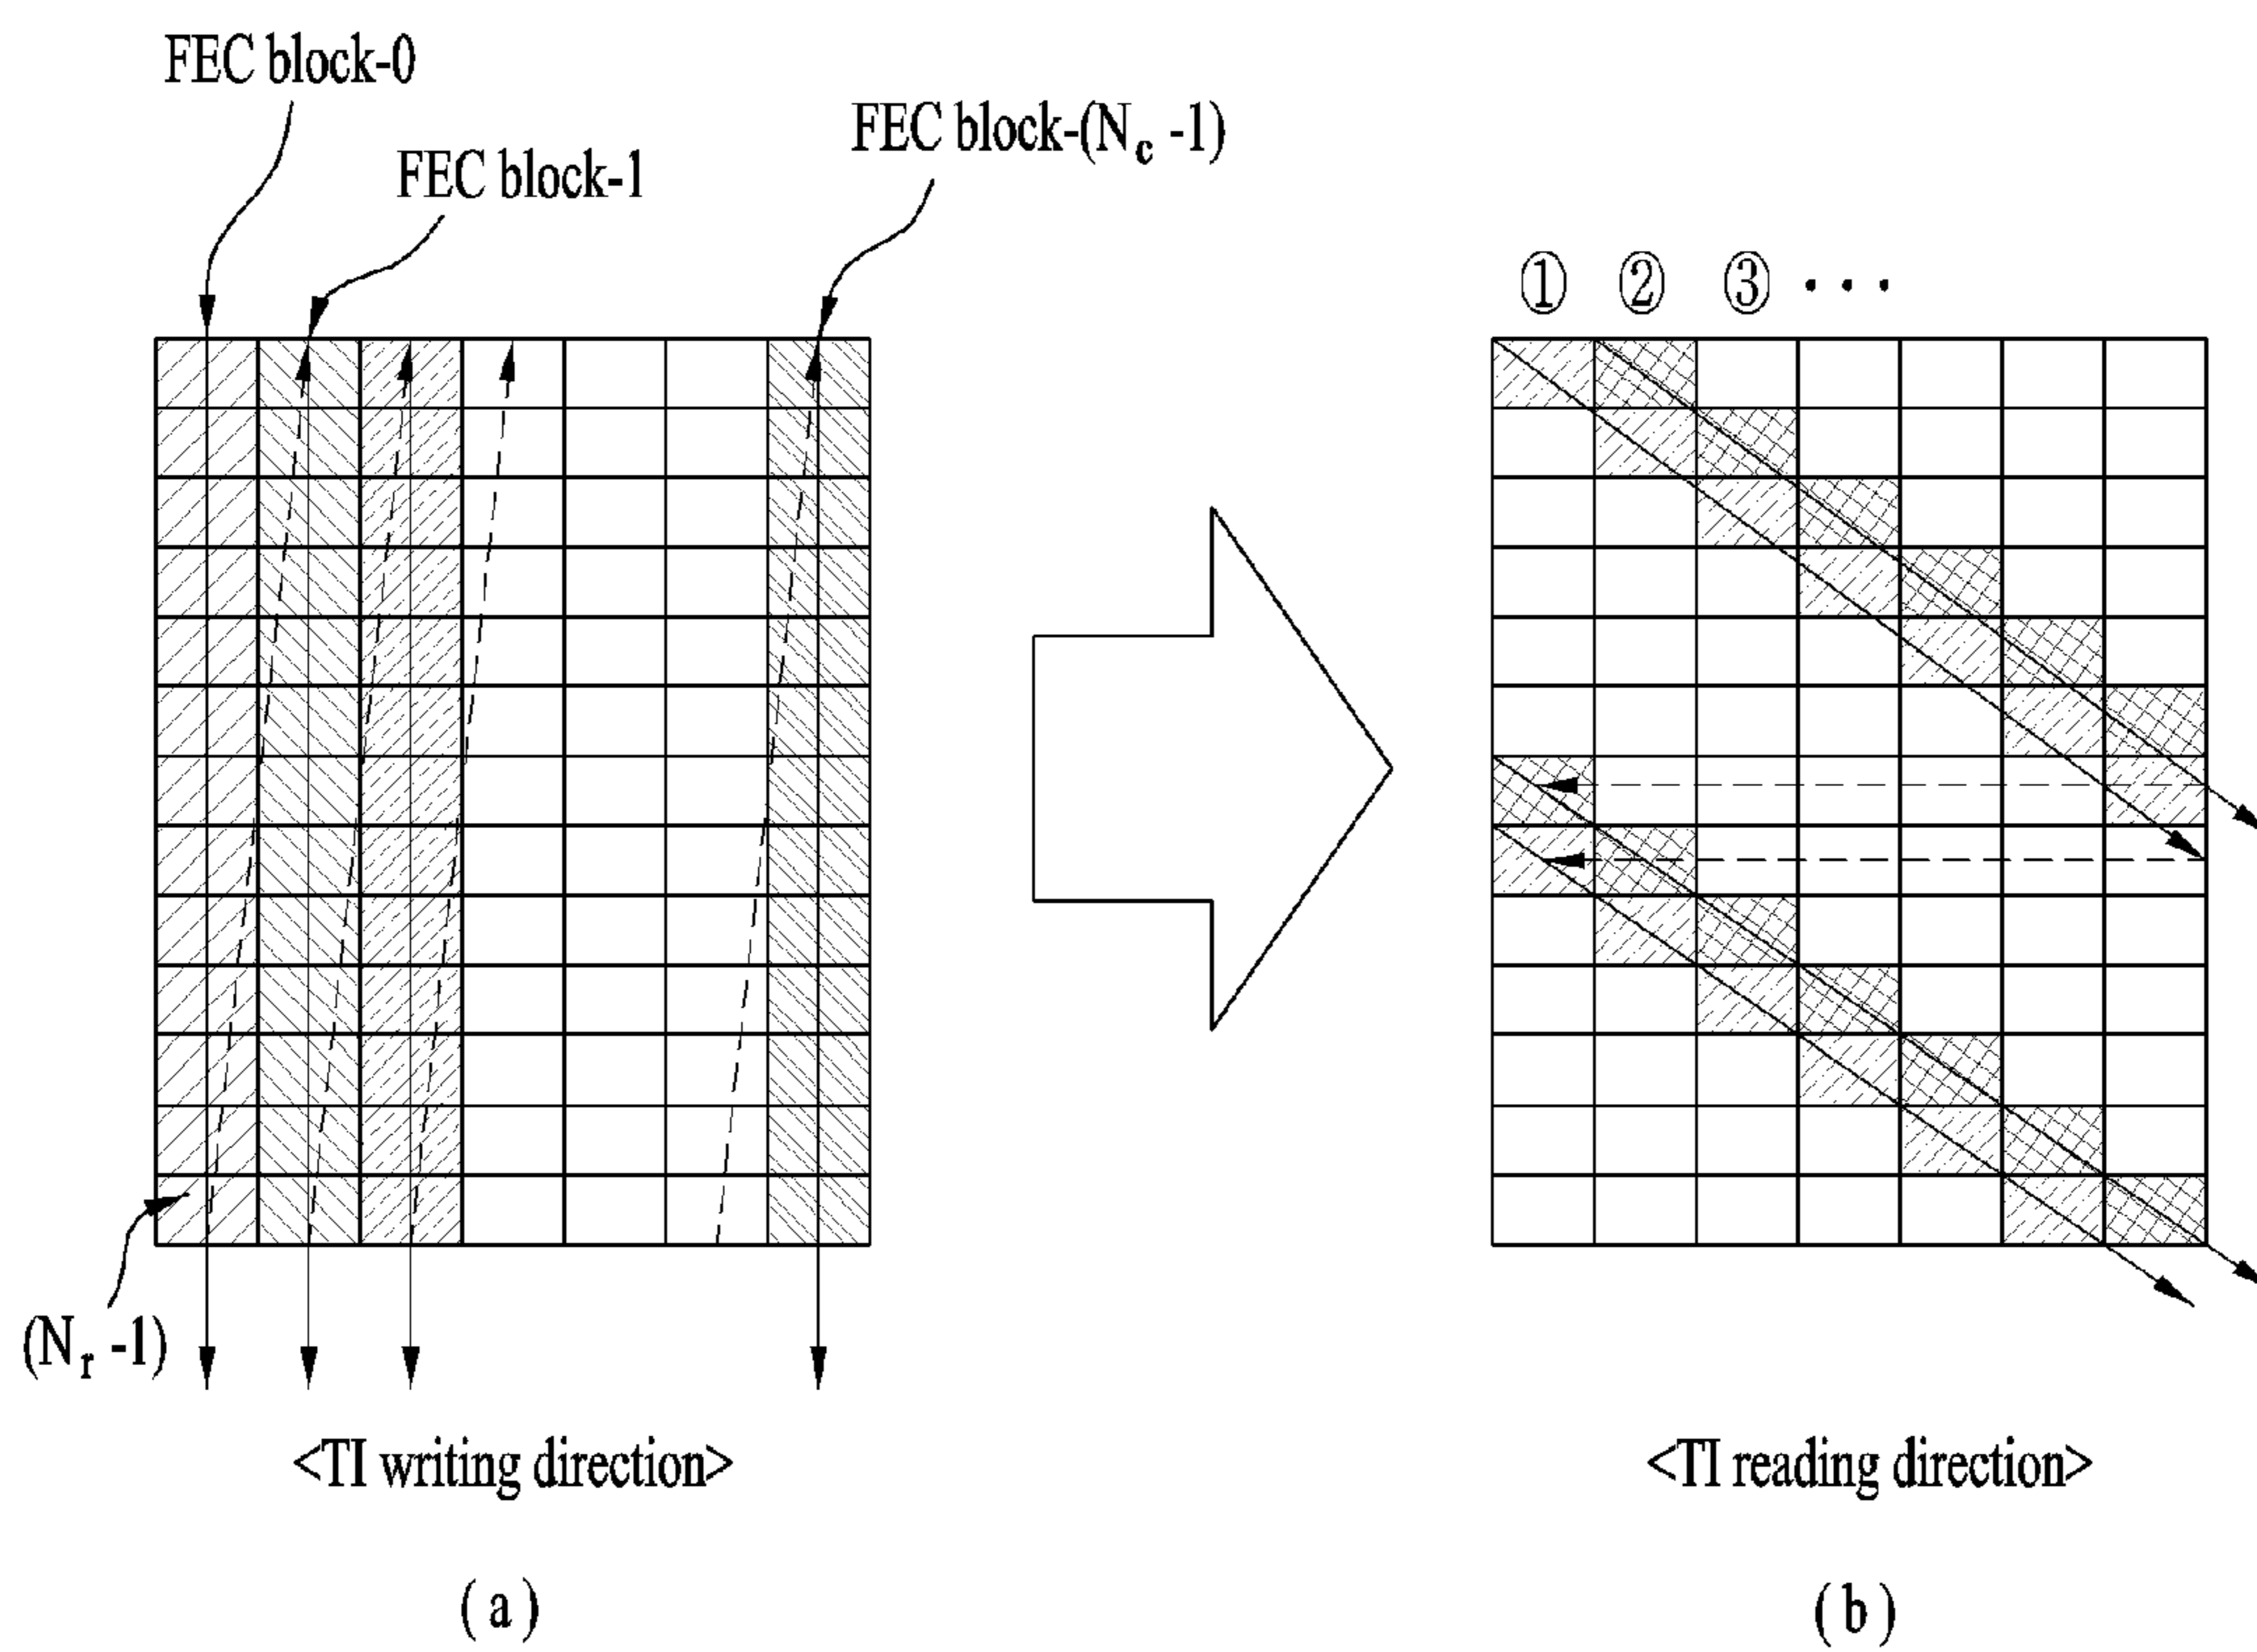 FEC block-0
FEC block-1
FEC block-(Nc -1)
① ② ③ ...
(Nr -1)
<TI writing direction>
<TI reading direction>
(a)
(b)